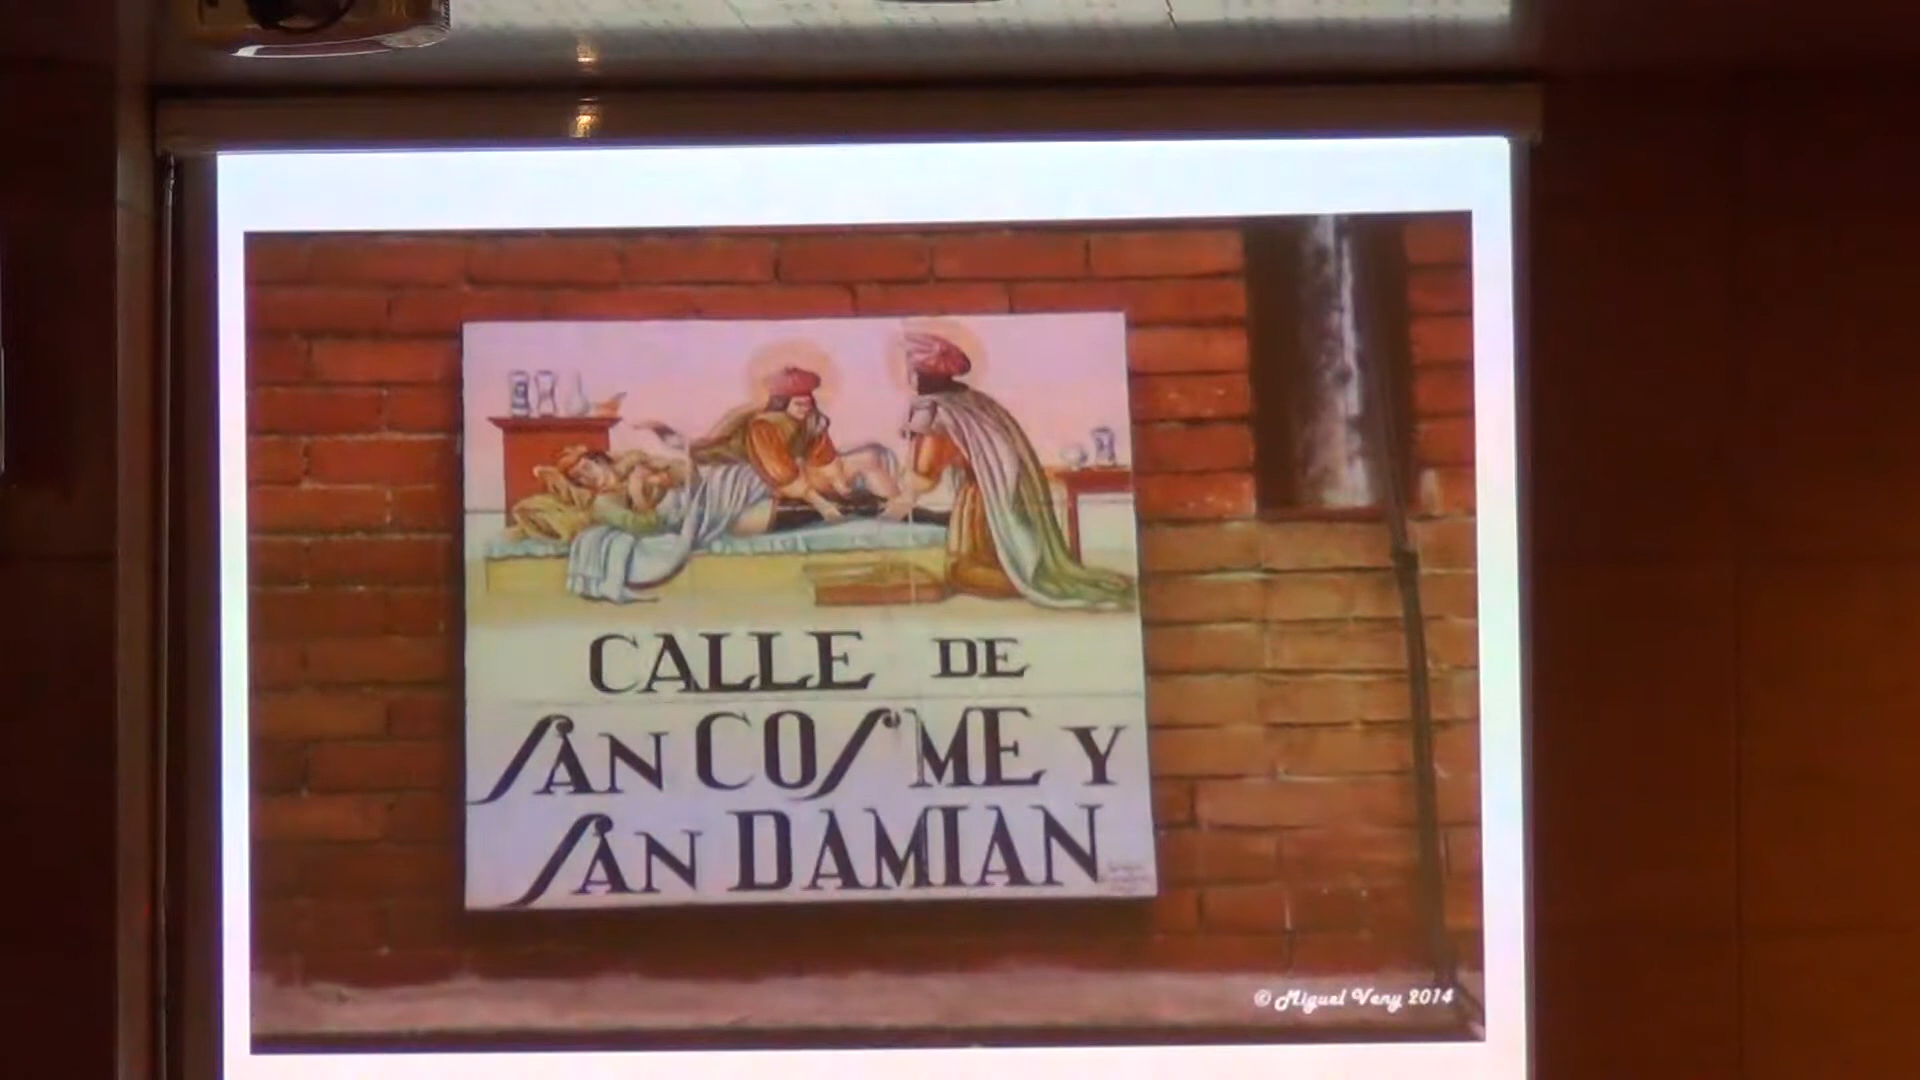 CALLE DE
SAN COSME Y
SAN DAMIAN
© Miguel Veny 2014